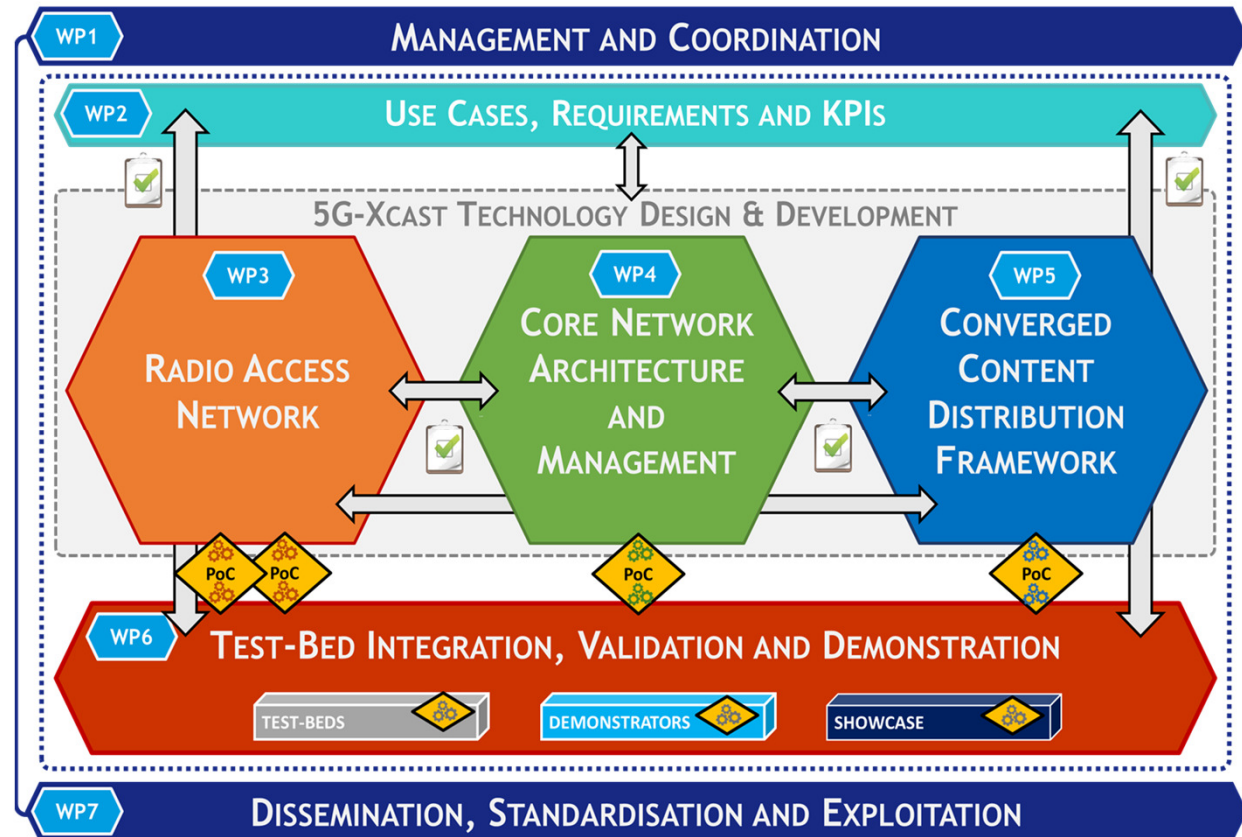 WP1
MANAGEMENT AND COORDINATION
WP2
USE CASES, REQUIREMENTS AND KPIS
5G-XCAST TECHNOLOGY DESIGN & DEVELOPMENT
WP3
RADIO ACCESS
NETWORK
WP4
CORE NETWORK
ARCHITECTURE
AND
MANAGEMENT
WP5
CONVERGED
CONTENT
DISTRIBUTION
FRAMEWORK
PoC
PoC
PoC
PoC
WP6
TEST-BED INTEGRATION, VALIDATION AND DEMONSTRATION
TEST-BEDS
DEMONSTRATORS
SHOWCASE
WP7
DISSEMINATION, STANDARDISATION AND EXPLOITATION